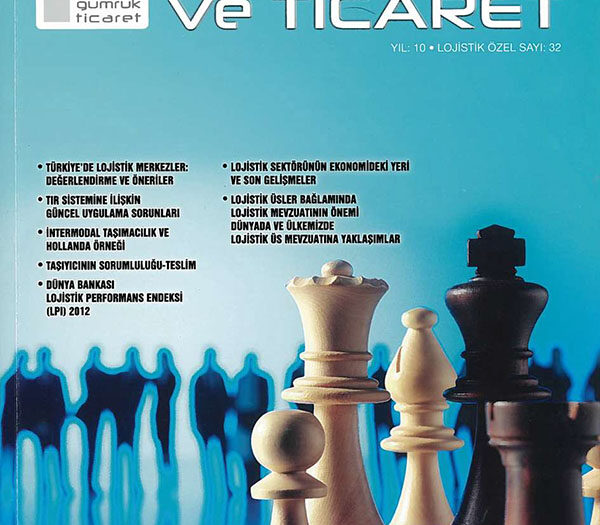 gümrük
ticaret
ve TİCARET
YIL: 10 • LOJİSTİK ÖZEL SAYI: 32
• TÜRKİYE'DE LOJİSTİK MERKEZLER:
DEĞERLENDİRME VE ÖNERİLER
• TIR SİSTEMİNE İLİŞKİN
GÜNCEL UYGULAMA SORUNLARI
• İNTERMODAL TAŞIMACILIK VE
HOLLANDA ÖRNEĞİ
• TAŞIYICININ SORUMLULUĞU-TESLİM
• DÜNYA BANKASI
LOJİSTİK PERFORMANS ENDEKSİ
(LPI) 2012
• LOJİSTİK SEKTÖRÜNÜN EKONOMİDEKİ YERİ
VE SON GELİŞMELER
• LOJİSTİK ÜSLER BAĞLAMINDA
LOJİSTİK MEVZUATININ ÖNEMİ
DÜNYADA VE ÜLKEMİZDE
LOJİSTİK ÜS MEVZUATINA YAKLAŞIMLAR